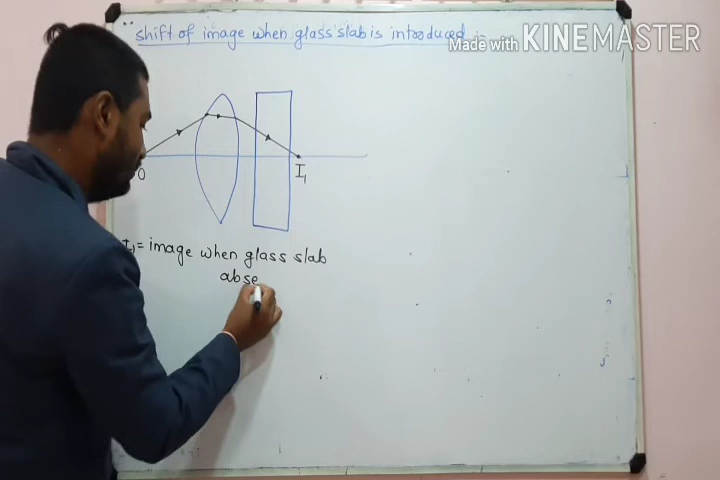 shift of image when glass slab is introduced
Made with KINEMASTER
O
I₁
I₁ = image when glass slab
abse